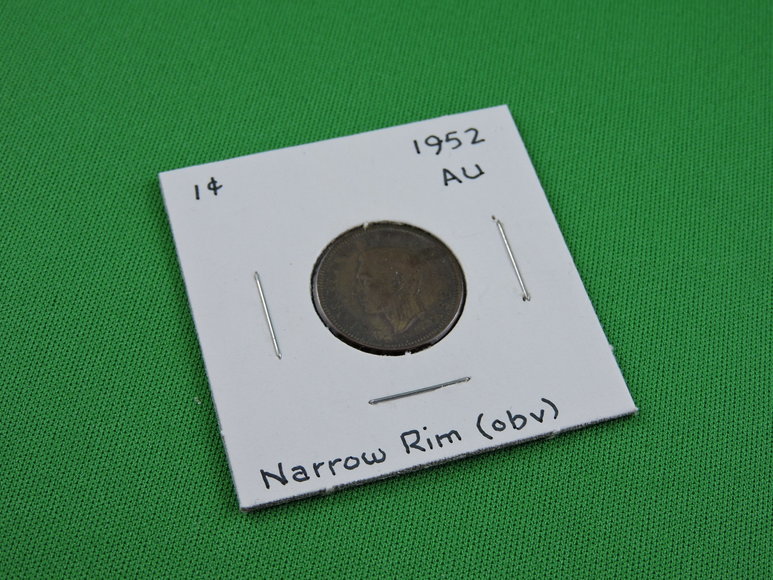 1¢ 1952
AU
Narrow Rim (obv)